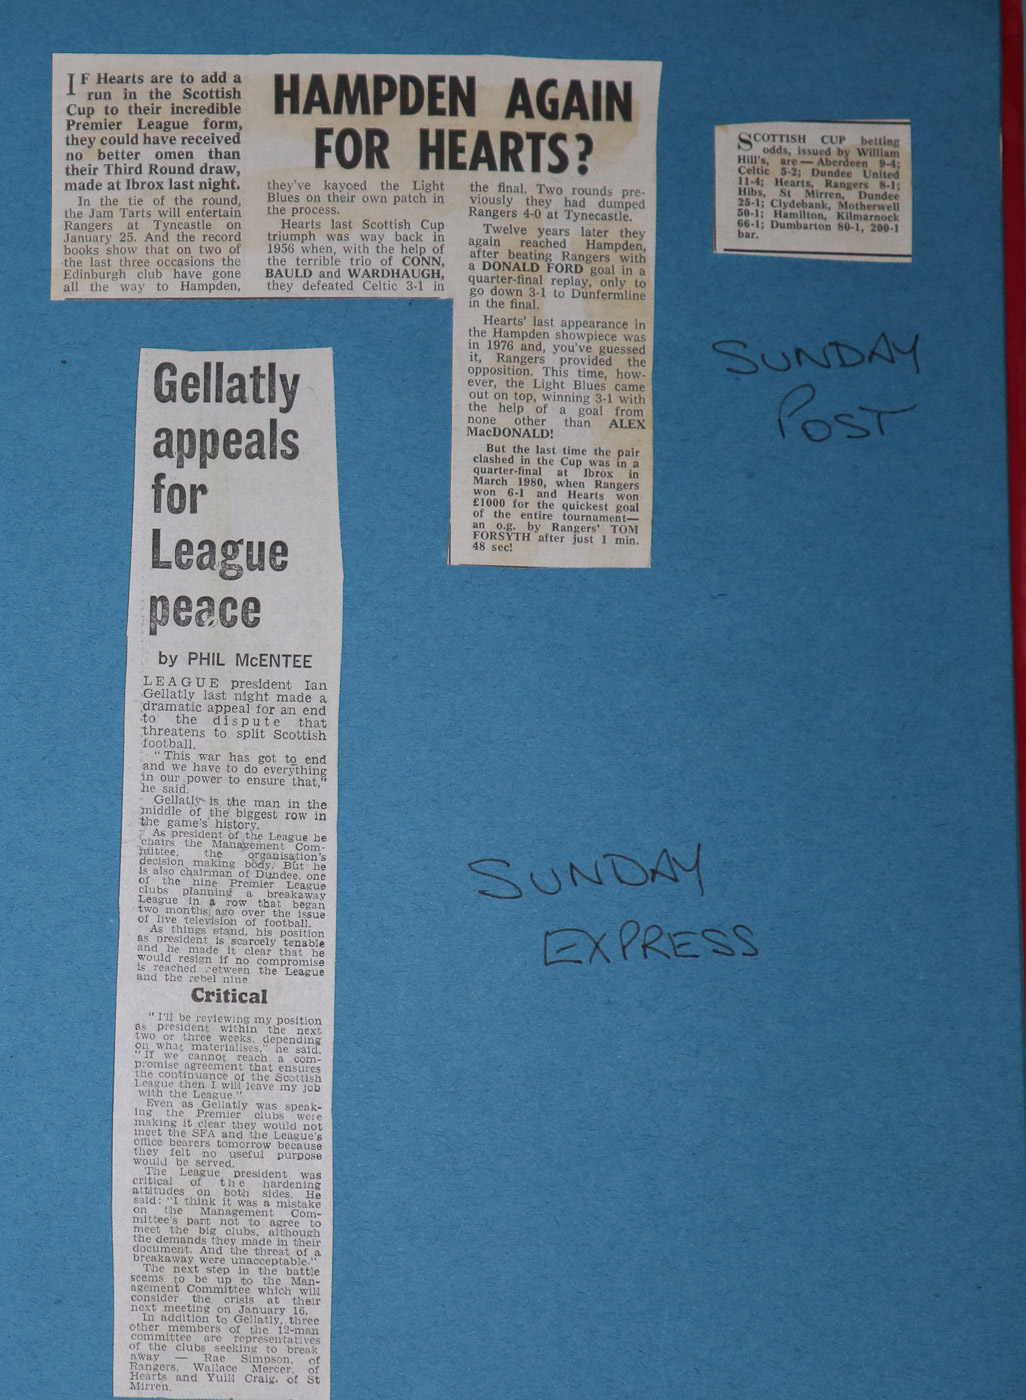 HAMPDEN AGAIN
FOR HEARTS?
IF Hearts are to add a
run in the Scottish
Cup to their incredible
Premier League form,
they could have received
no better omen than
their Third Round draw,
made at Ibrox last night.
In the tie of the round,
the Jam Tarts will entertain
Rangers at Tyncastle on
January 25. And the record
books show that on two of
the last three occasions the
Edinburgh club have gone
all the way to Hampden,
they've kayoed the Light
Blues on their own patch in
the process.
Hearts last Scottish Cup
triumph was way back in
1956 when, with the help of
the terrible trio of CONN,
BAULD and WARDHAUGH,
they defeated Celtic 3-1 in
the final. Two rounds pre-
viously they had dumped
Rangers 4-0 at Tynecastle.
Twelve years later they
again reached Hampden,
after beating Rangers with
a DONALD FORD goal in a
quarter-final replay, only to
go down 3-1 to Dunfermline
in the final.
Hearts' last appearance in
the Hampden showpiece was
in 1976 and, you've guessed
it, Rangers provided the
opposition. This time, how-
ever, the Light Blues came
out on top, winning 3-1 with
the help of a goal from
none other than ALEX
MacDONALD!
But the last time the pair
clashed in the Cup was in a
quarter-final at Ibrox in
March 1980, when Rangers
won 6-1 and Hearts won
£1000 for the quickest goal
of the entire tournament—
an o.g. by Rangers' TOM
FORSYTH after just 1 min.
48 sec!
SCOTTISH CUP betting
odds, issued by William
Hill's, are — Aberdeen 9-4;
Celtic 5-2; Dundee United
11-4; Hearts, Rangers 8-1;
Hibs, St Mirren, Dundee
25-1; Clydebank, Motherwell
50-1; Hamilton, Kilmarnock
66-1; Dumbarton 80-1, 200-1
bar.
SUNDAY
POST
Gellatly
appeals
for
League
peace
by PHIL McENTEE
LEAGUE president Ian
Gellatly last night made a
dramatic appeal for an end
to the dispute that
threatens to split Scottish
football.
"This war has got to end
and we have to do everything
in our power to ensure that,"
he said.
Gellatly is the man in the
middle of the biggest row in
the game's history.
As president of the League he
chairs the Management Com-
mittee, the organisation's
decision making body. But he
is also chairman of Dundee, one
of the nine Premier League
clubs planning a breakaway
League in a row that began
two months ago over the issue
of live television of football.
As things stand, his position
as president is scarcely tenable
and he made it clear that he
would resign if no compromise
is reached between the League
and the rebel nine.
Critical
"I'll be reviewing my position
as president within the next
two or three weeks, depending
on what materialises," he said.
"If we cannot reach a com-
promise agreement that ensures
the continuance of the Scottish
League then I will leave my job
with the League."
Even as Gellatly was speak-
ing the Premier clubs were
making it clear they would not
meet the SFA and the League's
office bearers tomorrow because
they felt no useful purpose
would be served.
The League president was
critical of the hardening
attitudes on both sides. He
said: "I think it was a mistake
on the Management Com-
mittee's part not to agree to
meet the big clubs, although
the demands they made in their
document. And the threat of a
breakaway were unacceptable."
The next step in the battle
seems to be up to the Man-
agement Committee which will
consider the crisis at their
next meeting on January 16.
In addition to Gellatly, three
other members of the 12-man
committee are representatives
of the clubs seeking to break
away — Rae Simpson, of
Rangers, Wallace Mercer, of
Hearts and Yuill Craig, of St
Mirren.
SUNDAY
EXPRESS